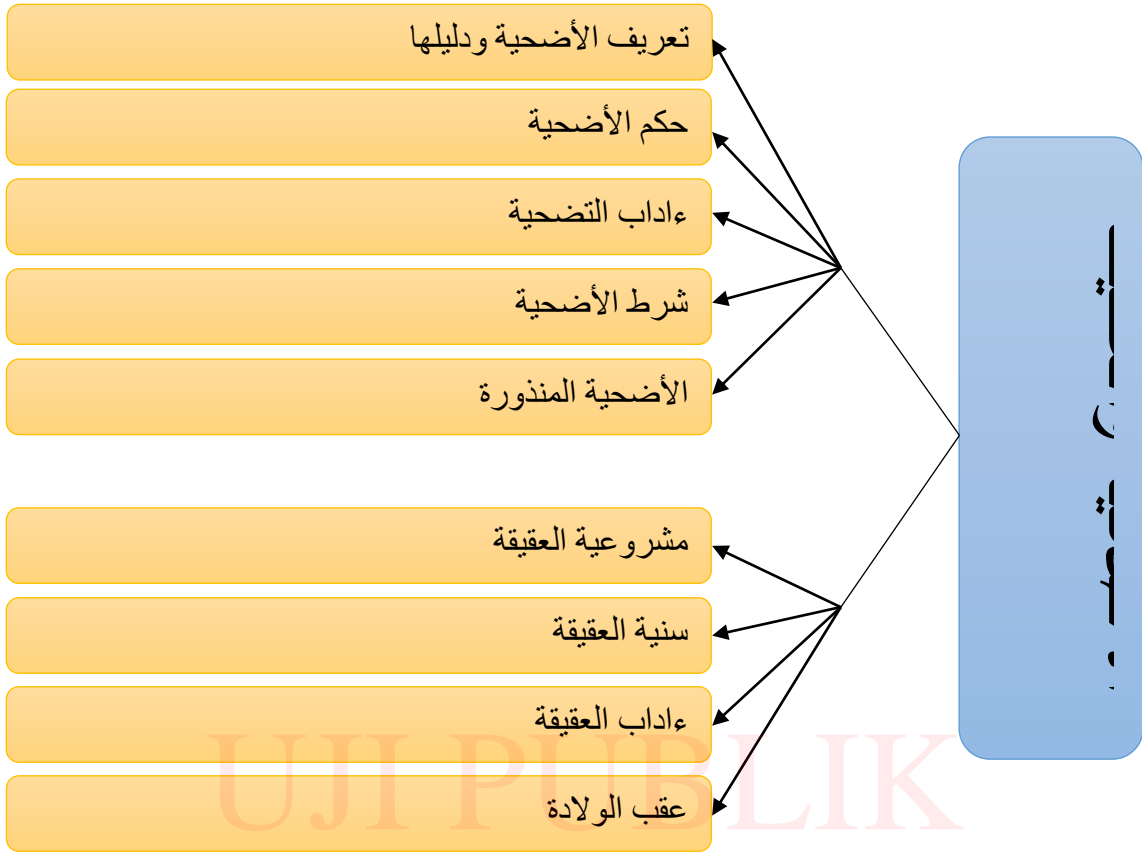 تعريف الأضحية ودليلها
حكم الأضحية
ءاداب التضحية
شرط الأضحية
الأضحية المنذورة
مشروعية العقيقة
سنية العقيقة
ءاداب العقيقة
عقب الولادة
UJI PUBLIK